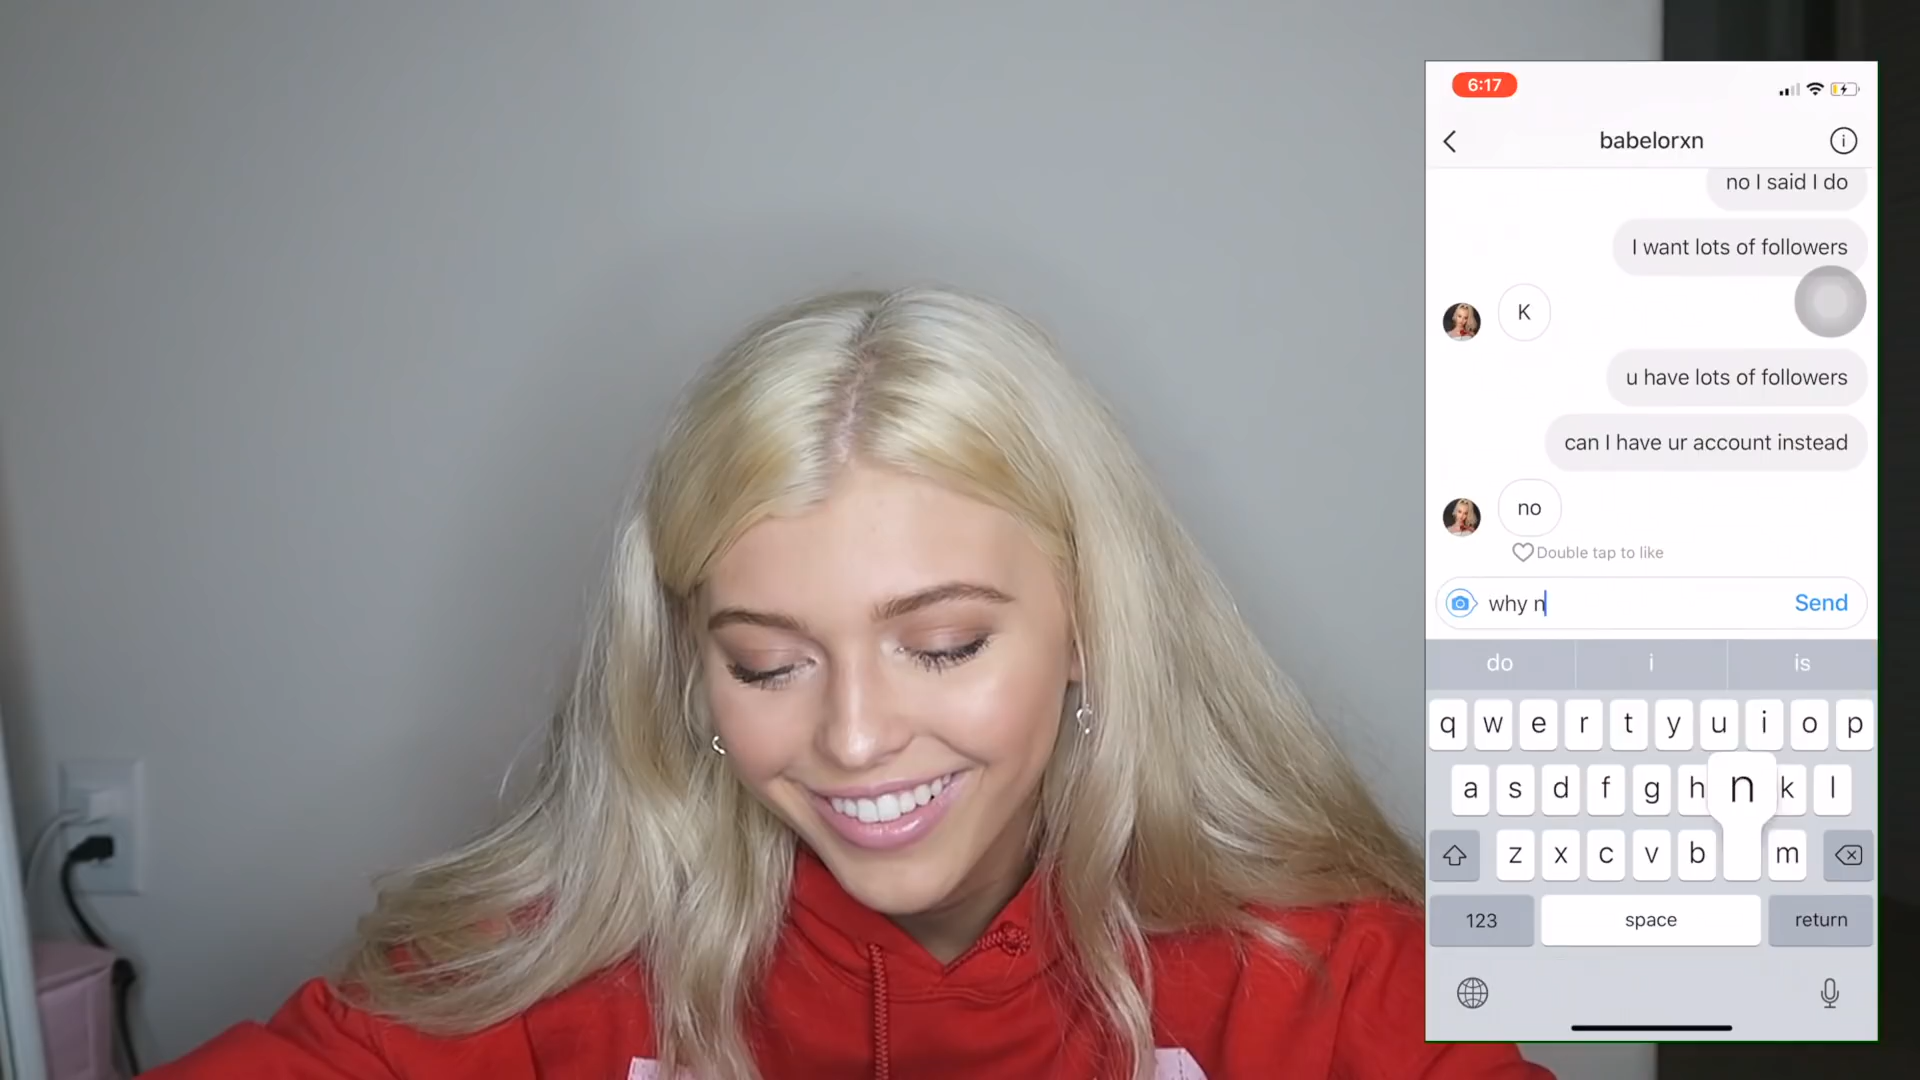 6:17
babelorxn
no I said I do
I want lots of followers
K
u have lots of followers
can I have ur account instead
no
Double tap to like
why n
Send
do i is
q w e r t y u i o p
a s d f g h n k l
z x c v b m
123 space return